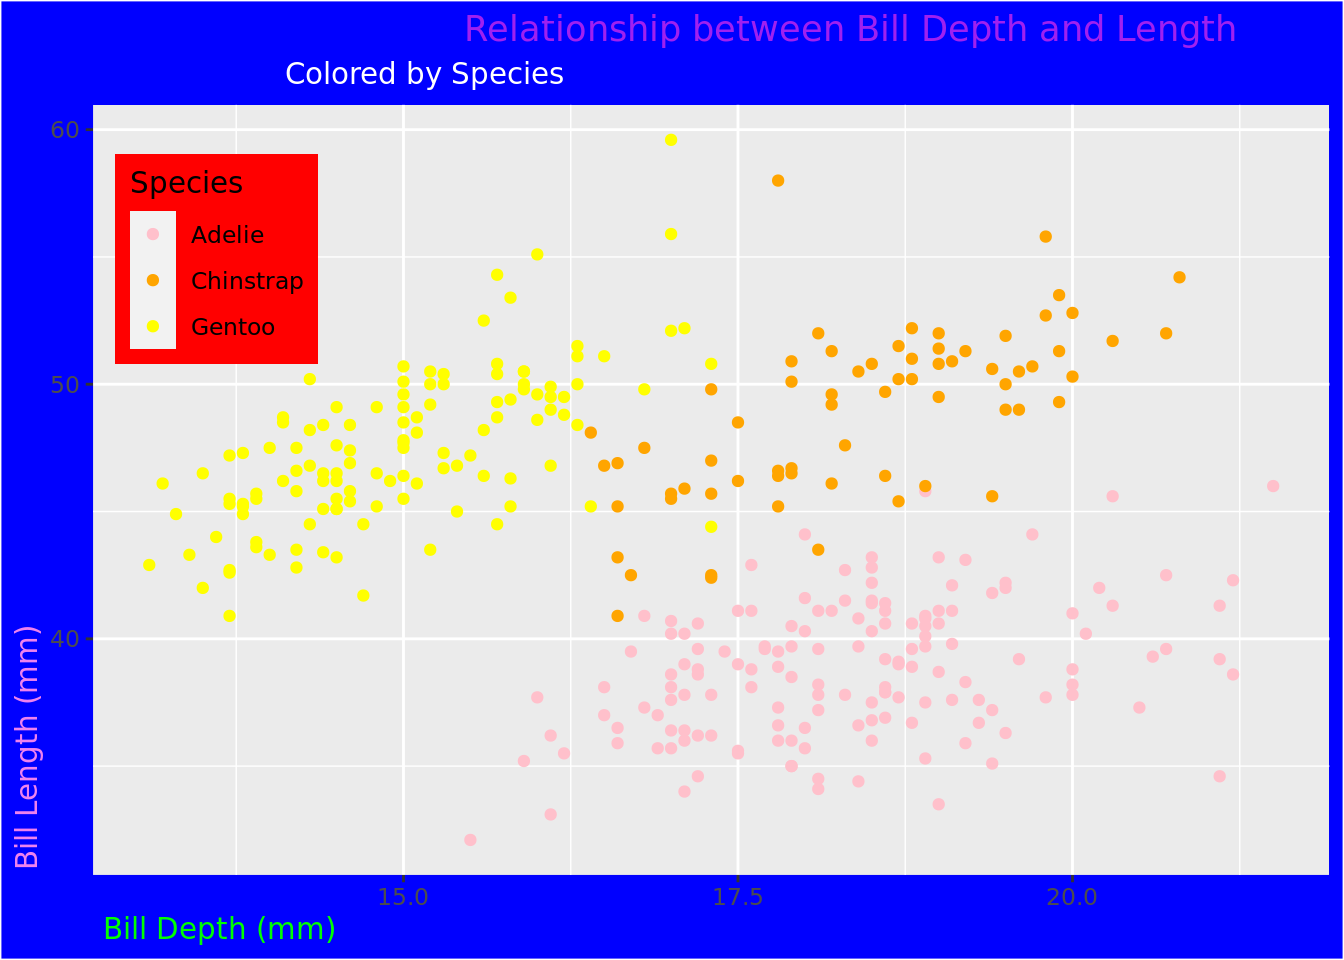 Relationship between Bill Depth and Length
Colored by Species
60
50
40
Species
Adelie
Chinstrap
Gentoo
Bill Length (mm)
15.0 17.5 20.0
Bill Depth (mm)